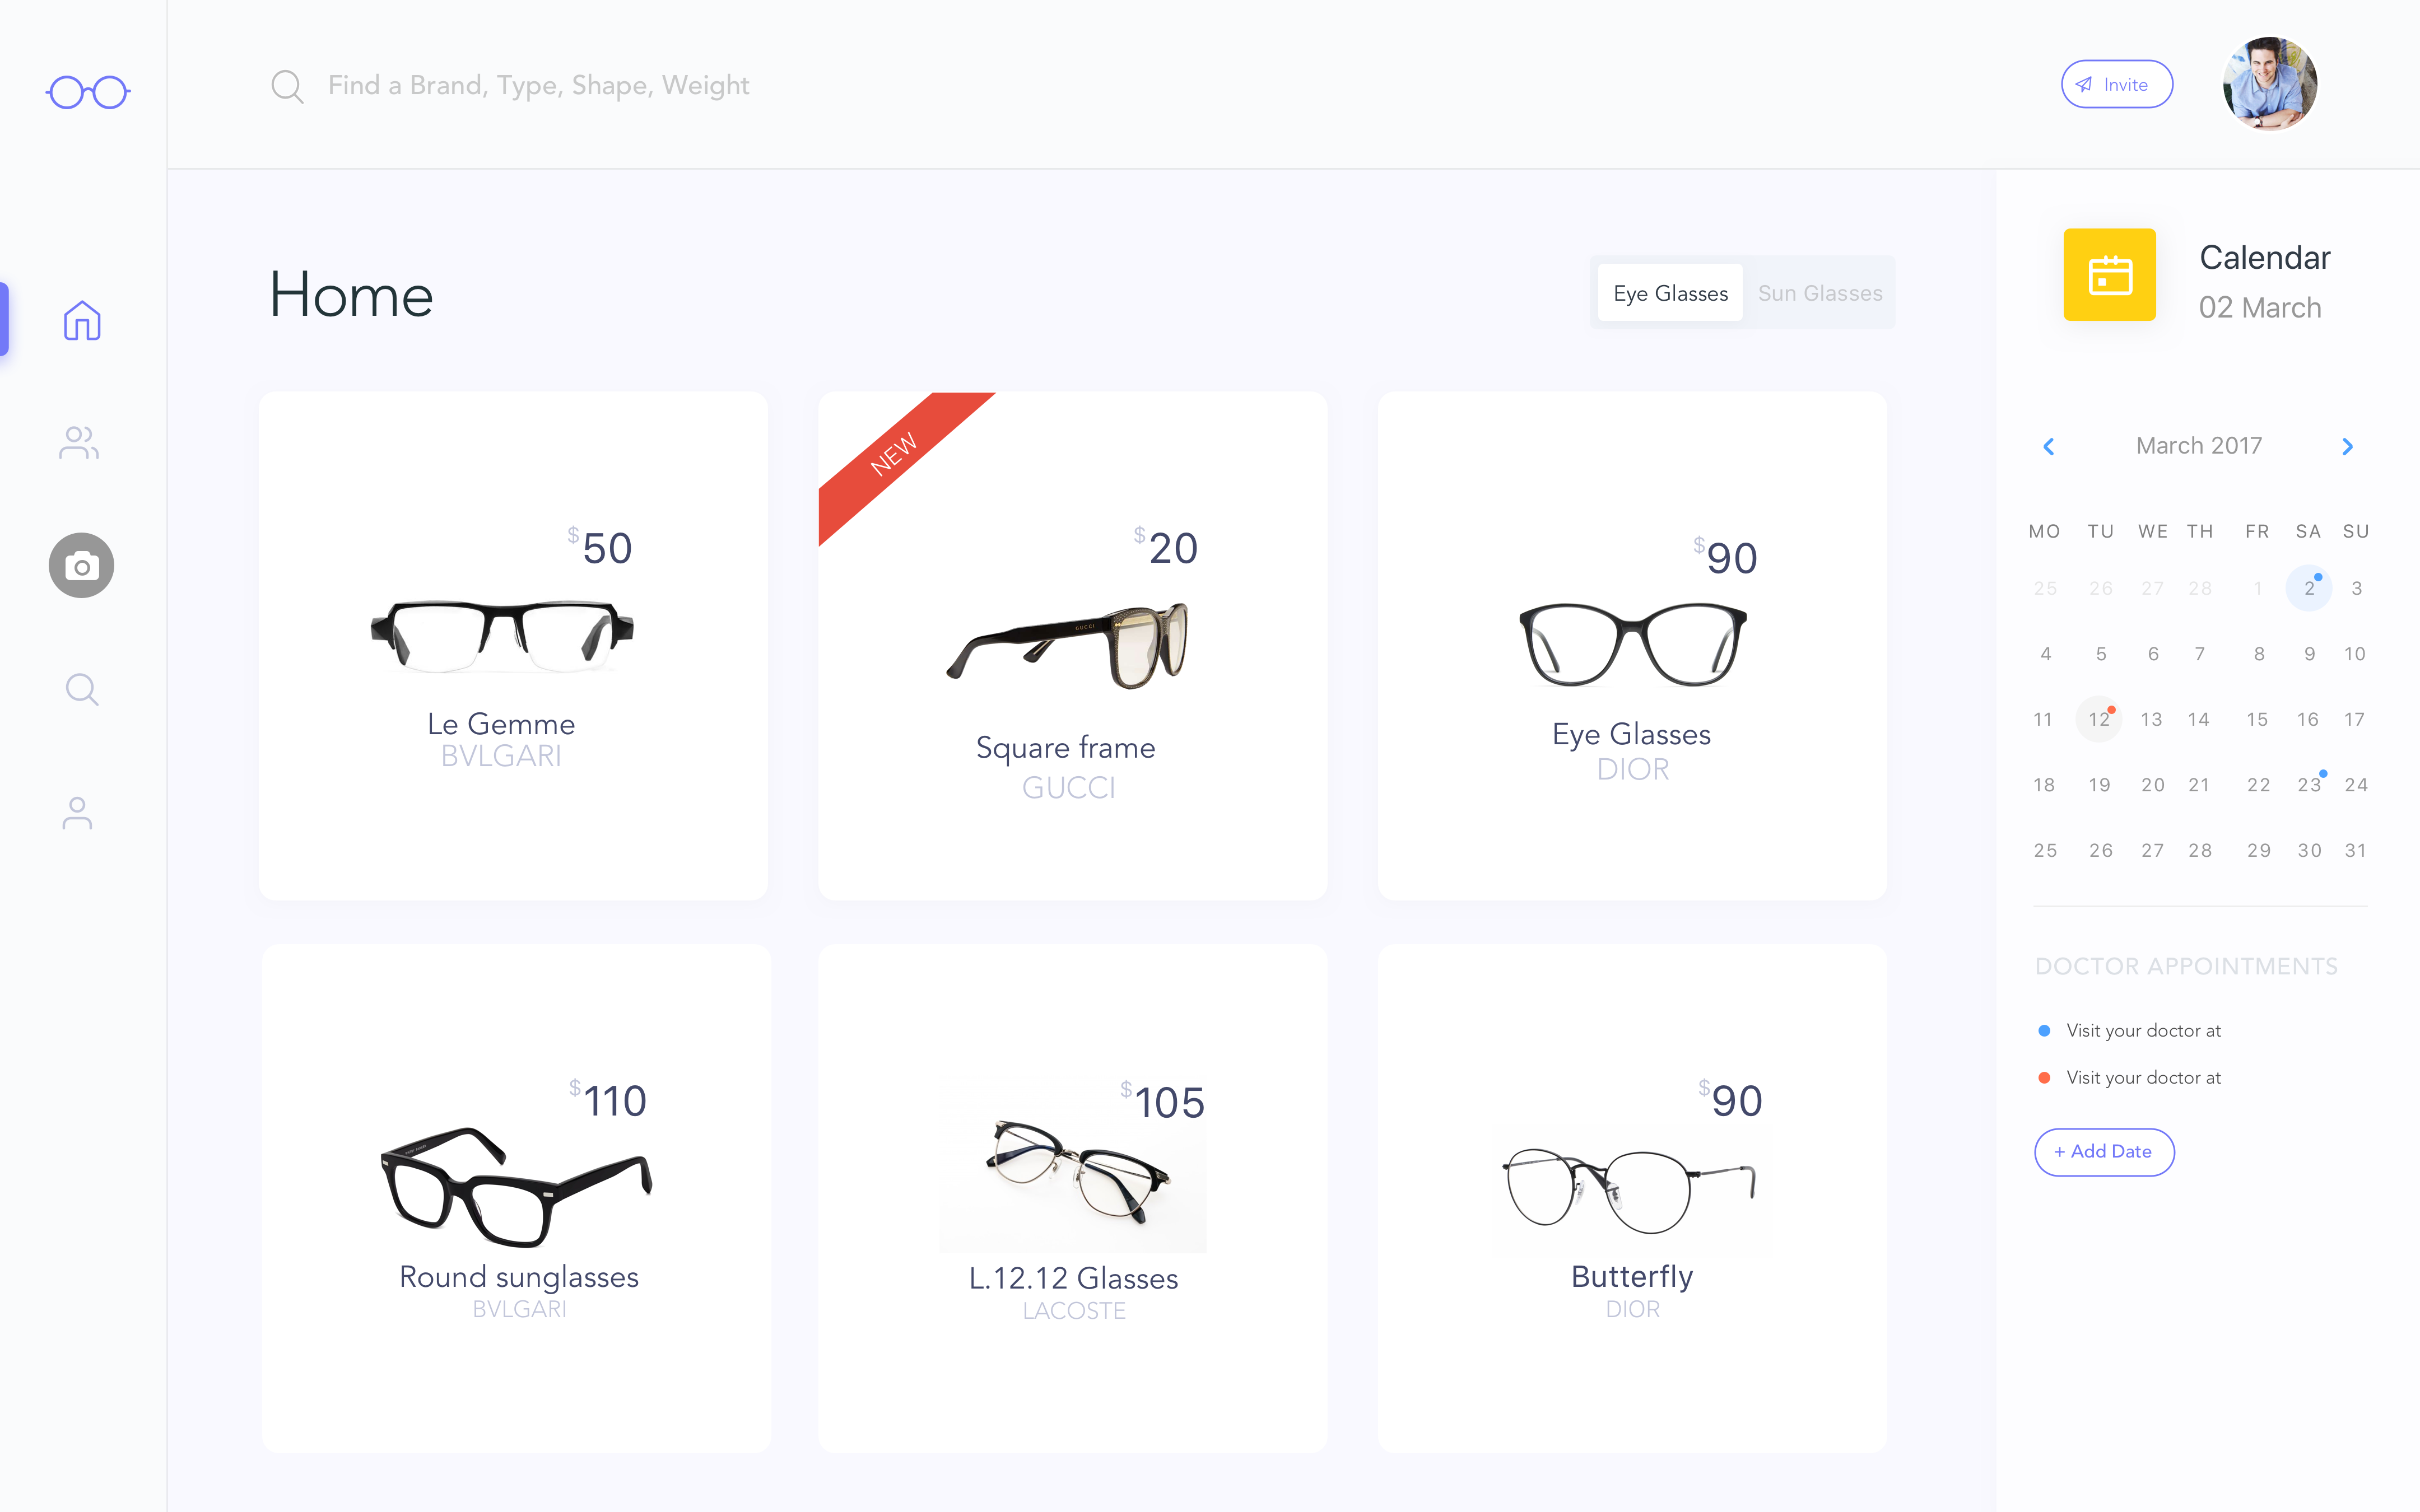 Find a Brand, Type, Shape, Weight
Invite
Home
Eye Glasses
Sun Glasses
Calendar
02 March
$50
Le Gemme
BVLGARI
NEW
$20
GUCCI
Square frame
GUCCI
$90
Eye Glasses
DIOR
$110
Round sunglasses
BVLGARI
$105
L.12.12 Glasses
LACOSTE
$90
Butterfly
DIOR
March 2017
MO TU WE TH FR SA SU
25 26 27 28 1 2 3
4 5 6 7 8 9 10
11 12 13 14 15 16 17
18 19 20 21 22 23 24
25 26 27 28 29 30 31
DOCTOR APPOINTMENTS
Visit your doctor at
Visit your doctor at
+ Add Date